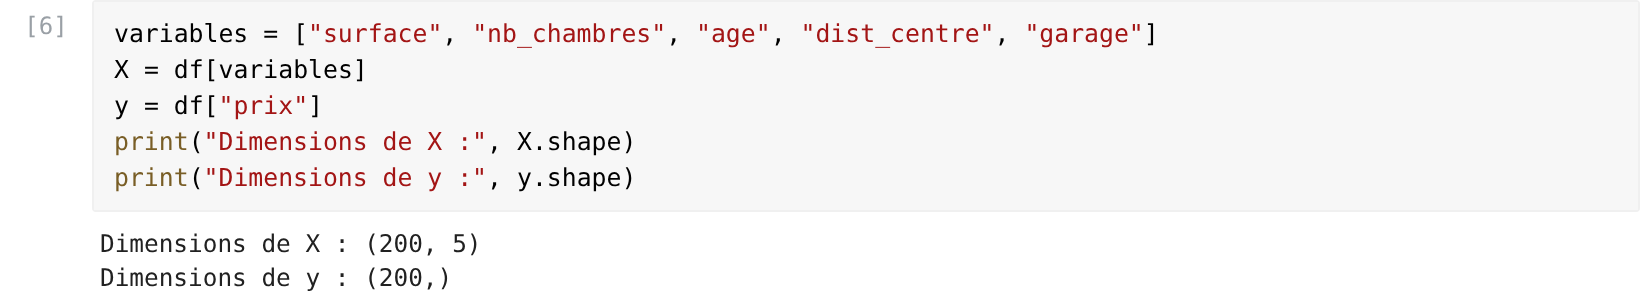 [6]
variables = ["surface", "nb_chambres", "age", "dist_centre", "garage"]
X = df[variables]
y = df["prix"]
print("Dimensions de X :", X.shape)
print("Dimensions de y :", y.shape)
Dimensions de X : (200, 5)
Dimensions de y : (200,)